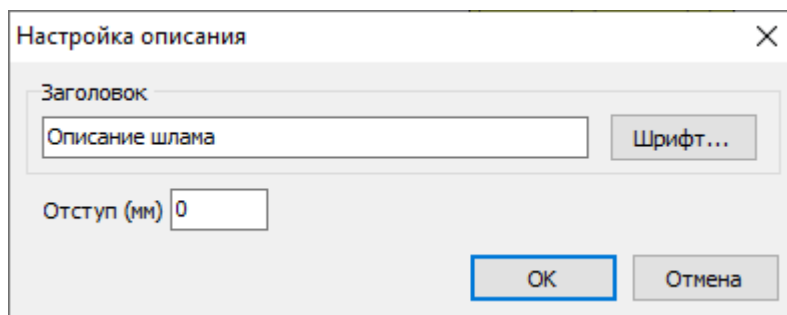 Настройка описания
Заголовок
Описание шлама
Шрифт...
Отступ (мм) 0
OK
Отмена